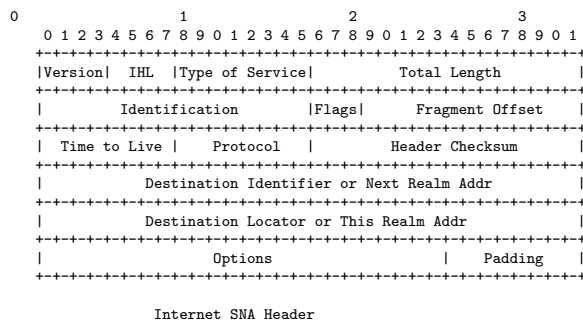 0                   1                   2                   3
 0 1 2 3 4 5 6 7 8 9 0 1 2 3 4 5 6 7 8 9 0 1 2 3 4 5 6 7 8 9 0 1
+-+-+-+-+-+-+-+-+-+-+-+-+-+-+-+-+-+-+-+-+-+-+-+-+-+-+-+-+-+-+-+-+
|Version| IHL |Type of Service| Total Length |
+-+-+-+-+-+-+-+-+-+-+-+-+-+-+-+-+-+-+-+-+-+-+-+-+-+-+-+-+-+-+-+-+
| Identification |Flags| Fragment Offset |
+-+-+-+-+-+-+-+-+-+-+-+-+-+-+-+-+-+-+-+-+-+-+-+-+-+-+-+-+-+-+-+-+
| Time to Live | Protocol | Header Checksum |
+-+-+-+-+-+-+-+-+-+-+-+-+-+-+-+-+-+-+-+-+-+-+-+-+-+-+-+-+-+-+-+-+
| Destination Identifier or Next Realm Addr |
+-+-+-+-+-+-+-+-+-+-+-+-+-+-+-+-+-+-+-+-+-+-+-+-+-+-+-+-+-+-+-+-+
| Destination Locator or This Realm Addr |
+-+-+-+-+-+-+-+-+-+-+-+-+-+-+-+-+-+-+-+-+-+-+-+-+-+-+-+-+-+-+-+-+
| Options | Padding |
+-+-+-+-+-+-+-+-+-+-+-+-+-+-+-+-+-+-+-+-+-+-+-+-+-+-+-+-+-+-+-+-+
Internet SNA Header